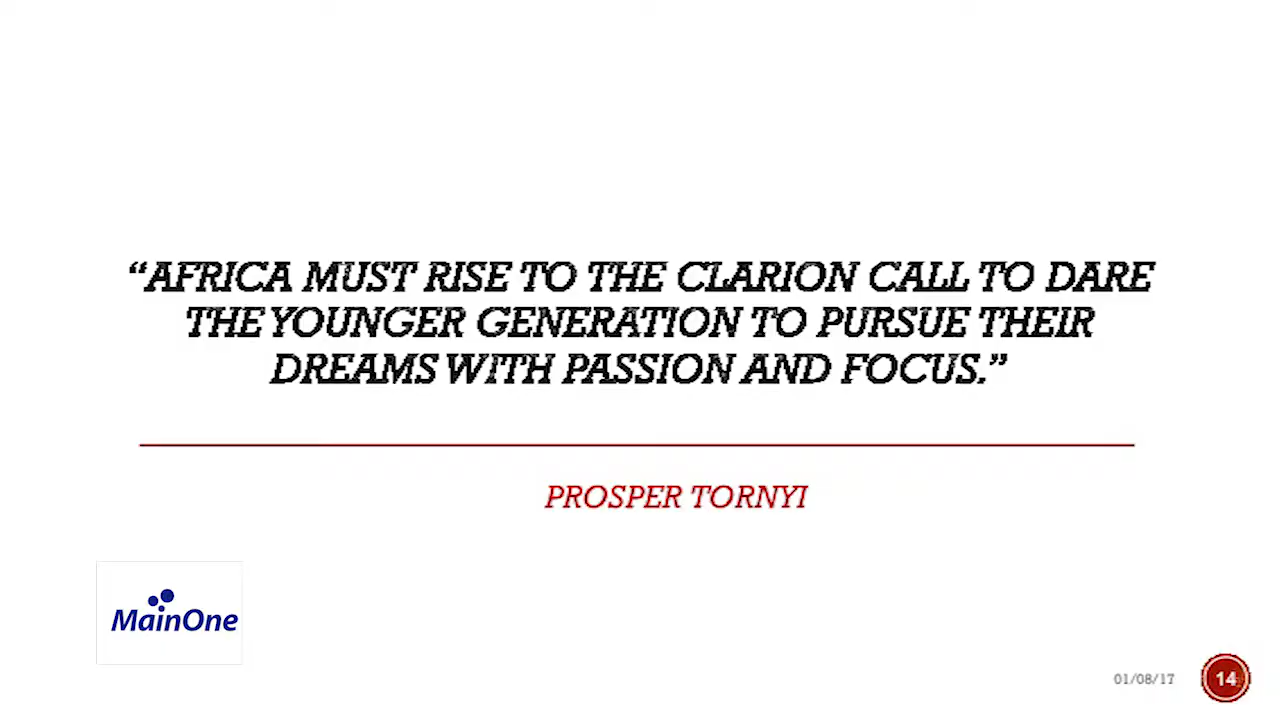 “AFRICA MUST RISE TO THE CLARION CALL TO DARE
THE YOUNGER GENERATION TO PURSUE THEIR
DREAMS WITH PASSION AND FOCUS.”
PROSPER TORNYI
MainOne
01/08/17
14